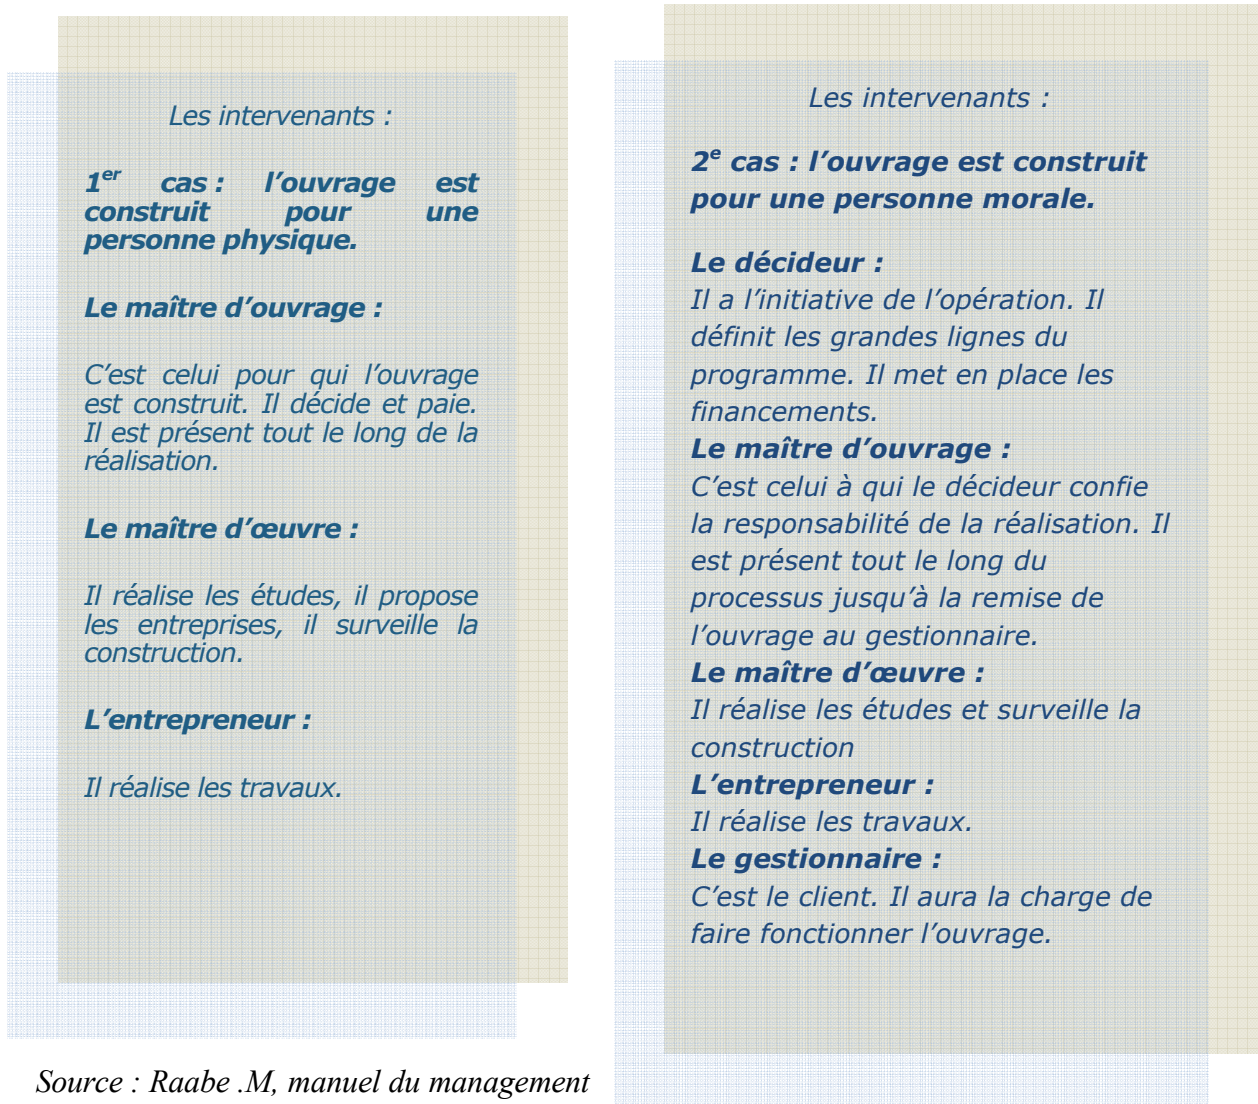 Les intervenants :
1er cas : l’ouvrage est
construit pour une
personne physique.
Le maître d’ouvrage :
C’est celui pour qui l’ouvrage
est construit. Il décide et paie.
Il est présent tout le long de la
réalisation.
Le maître d’œuvre :
Il réalise les études, il propose
les entreprises, il surveille la
construction.
L’entrepreneur :
Il réalise les travaux.
Les intervenants :
2e cas : l’ouvrage est construit
pour une personne morale.
Le décideur :
Il a l’initiative de l’opération. Il
définit les grandes lignes du
programme. Il met en place les
financements.
Le maître d’ouvrage :
C’est celui à qui le décideur confie
la responsabilité de la réalisation. Il
est présent tout le long du
processus jusqu’à la remise de
l’ouvrage au gestionnaire.
Le maître d’œuvre :
Il réalise les études et surveille la
construction
L’entrepreneur :
Il réalise les travaux.
Le gestionnaire :
C’est le client. Il aura la charge de
faire fonctionner l’ouvrage.
Source : Raabe .M, manuel du management